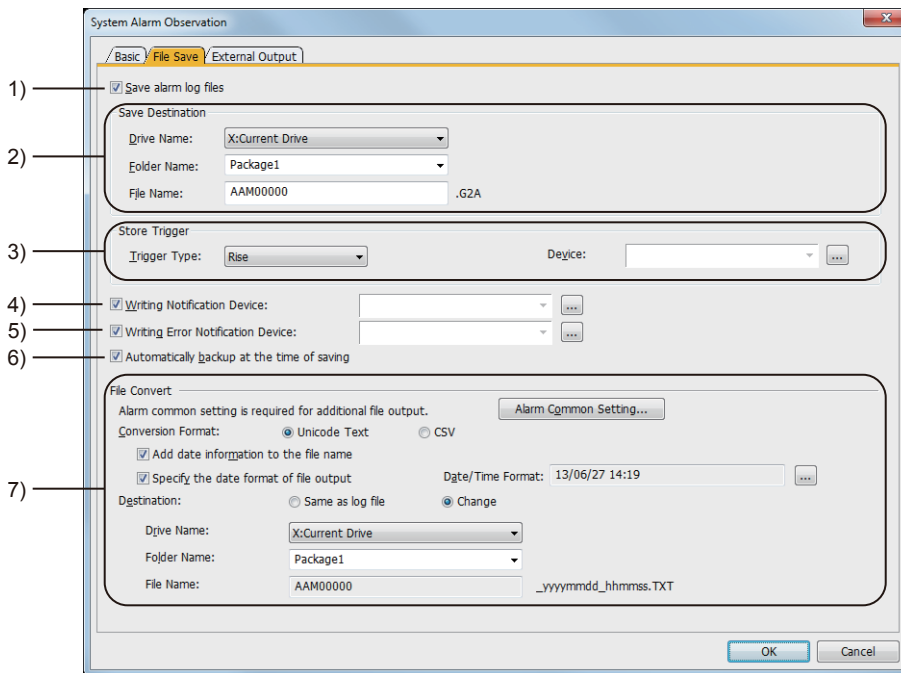 System Alarm Observation
x
Basic File Save External Output
1) Save alarm log files
Save Destination
2) Drive Name: X:Current Drive
Folder Name: Package1
File Name: AAM00000 .G2A
Store Trigger
3) Trigger Type: Rise Device: ...
4) Writing Notification Device: ...
5) Writing Error Notification Device: ...
6) Automatically backup at the time of saving
File Convert
Alarm common setting is required for additional file output. Alarm Common Setting...
Conversion Format: Unicode Text CSV
Add date information to the file name
7) Specify the date format of file output Date/Time Format: 13/06/27 14:19 ...
Destination: Same as log file Change
Drive Name: X:Current Drive
Folder Name: Package1
File Name: AAM00000 _yyyymmdd_hhmmss.TXT
OK Cancel